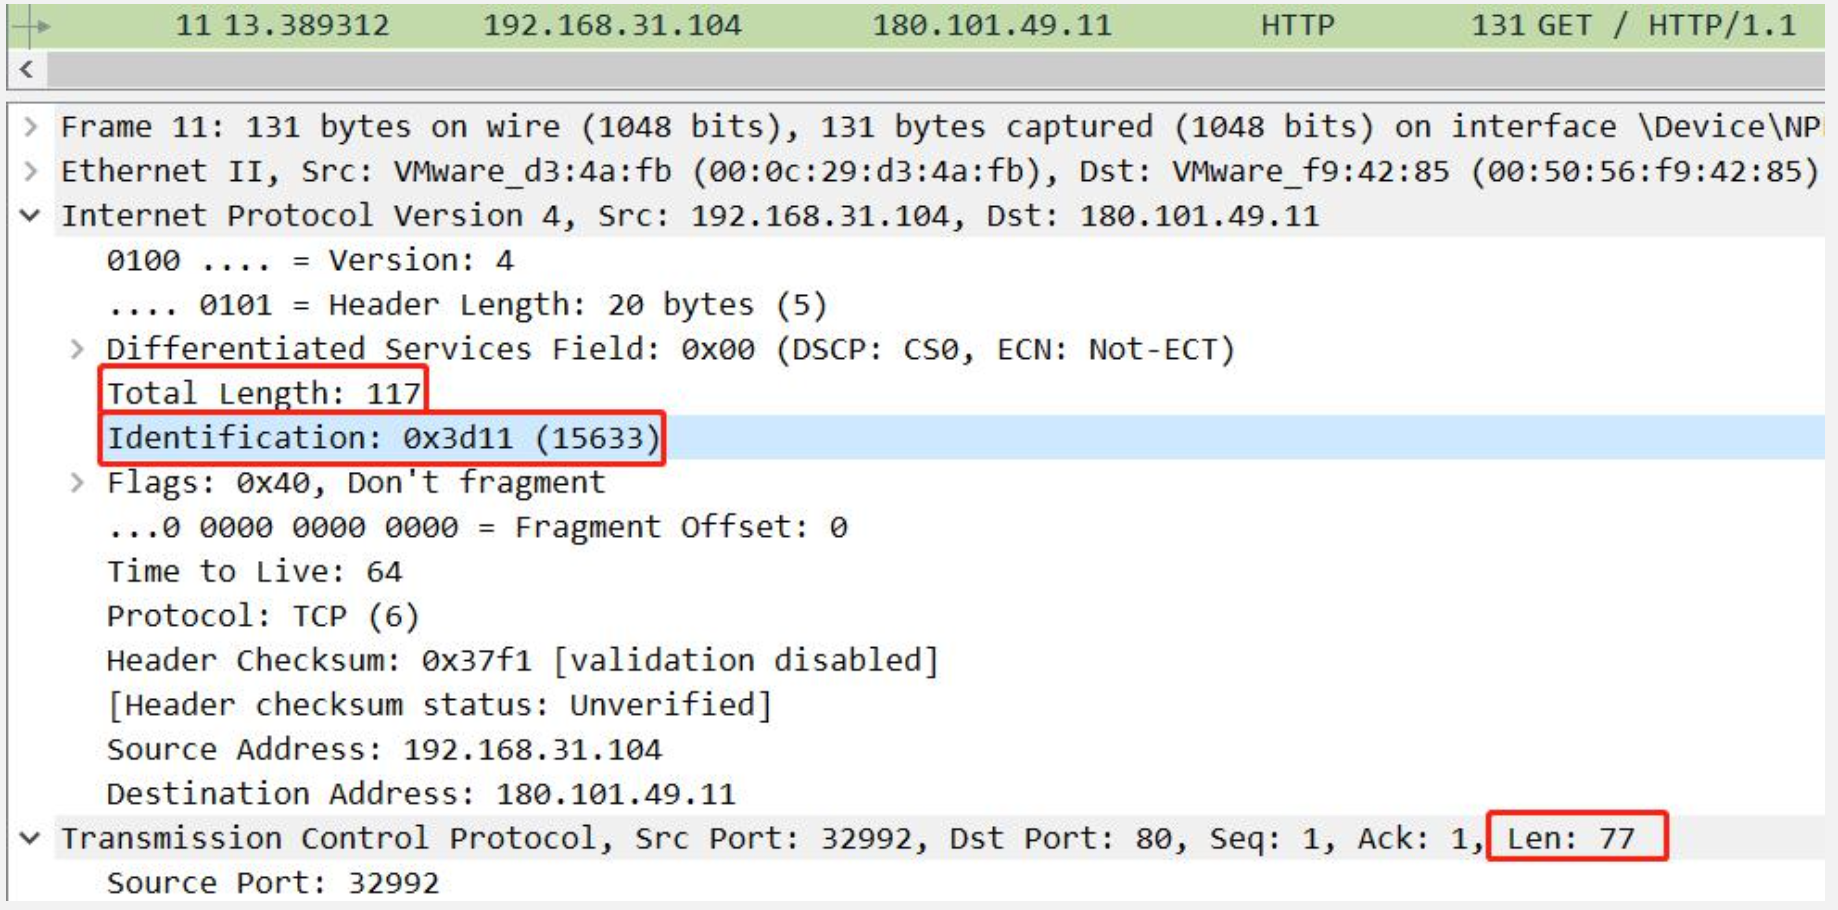 11 13.389312 192.168.31.104 180.101.49.11 HTTP 131 GET / HTTP/1.1
Frame 11: 131 bytes on wire (1048 bits), 131 bytes captured (1048 bits) on interface \Device\NP
Ethernet II, Src: VMware_d3:4a:fb (00:0c:29:d3:4a:fb), Dst: VMware_f9:42:85 (00:50:56:f9:42:85)
Internet Protocol Version 4, Src: 192.168.31.104, Dst: 180.101.49.11
0100 .... = Version: 4
.... 0101 = Header Length: 20 bytes (5)
Differentiated Services Field: 0x00 (DSCP: CS0, ECN: Not-ECT)
Total Length: 117
Identification: 0x3d11 (15633)
Flags: 0x40, Don't fragment
...0 0000 0000 0000 = Fragment Offset: 0
Time to Live: 64
Protocol: TCP (6)
Header Checksum: 0x37f1 [validation disabled]
[Header checksum status: Unverified]
Source Address: 192.168.31.104
Destination Address: 180.101.49.11
Transmission Control Protocol, Src Port: 32992, Dst Port: 80, Seq: 1, Ack: 1, Len: 77
Source Port: 32992